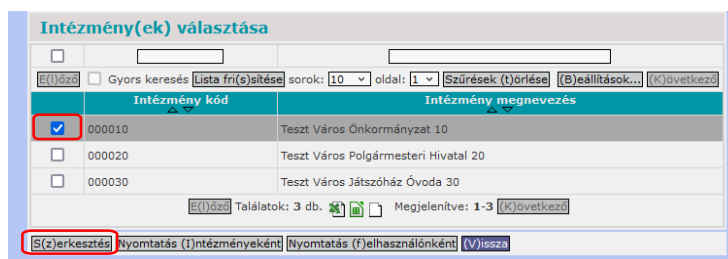 Intézmény(ek) választása
E(l)őző Gyors keresés Lista fri(s)sítése sorok: 10 oldal: 1 Szűrések (t)örlése (B)eállítások... (K)övetkező
Intézmény kód Intézmény megnevezés
000010 Teszt Város Önkormányzat 10
000020 Teszt Város Polgármesteri Hivatal 20
000030 Teszt Város Játszóház Óvoda 30
E(l)őző Találatok: 3 db. Megjelenítve: 1-3 (K)övetkező
S(z)erkesztés Nyomtatás (I)ntézményeként Nyomtatás (f)elhasználónként (V)issza